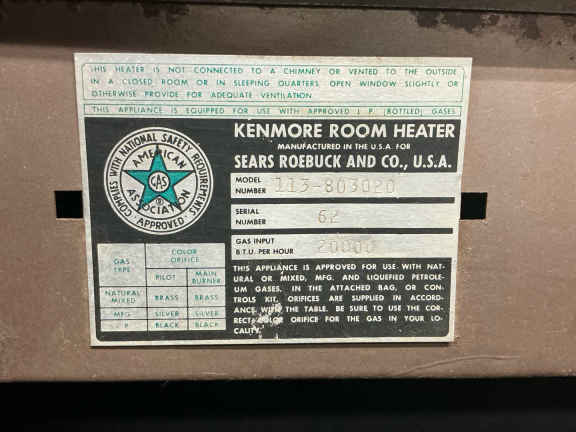 THIS HEATER IS NOT CONNECTED TO A CHIMNEY OR VENTED TO THE OUTSIDE
IN A CLOSED ROOM OR IN SLEEPING QUARTERS OPEN WINDOW SLIGHTLY OR
OTHERWISE PROVIDE FOR ADEQUATE VENTILATION.
THIS APPLIANCE IS EQUIPPED FOR USE WITH APPROVED L P (BOTTLED) GASES
KENMORE ROOM HEATER
MANUFACTURED IN THE U.S.A. FOR
SEARS ROEBUCK AND CO., U.S.A.
COMPLIES WITH NATIONAL SAFETY REQUIREMENTS
APPROVED
AMERICAN
GAS
®
ASSOCIATION
MODEL
NUMBER 113-803020
SERIAL
NUMBER 62
GAS INPUT
B.T.U. PER HOUR 20000
GAS
TYPE
COLOR
ORIFICE
PILOT MAIN
BURNER
NATURAL
MIXED BRASS BRASS
MFG SILVER SILVER
P BLACK BLACK
THIS APPLIANCE IS APPROVED FOR USE WITH NAT-
URAL OR MIXED, MFG. AND LIQUEFIED PETROLE-
UM GASES. IN THE ATTACHED BAG, OR CON-
TROLS KIT, ORIFICES ARE SUPPLIED IN ACCORD-
ANCE WITH THE TABLE. BE SURE TO USE THE COR-
RECT COLOR ORIFICE FOR THE GAS IN YOUR LO-
CALITY.